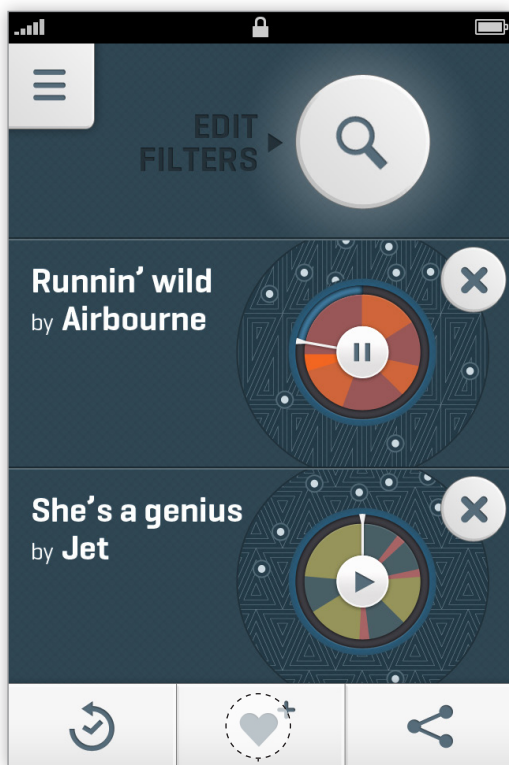 EDIT
FILTERS
Runnin' wild
by Airbourne
She's a genius
by Jet